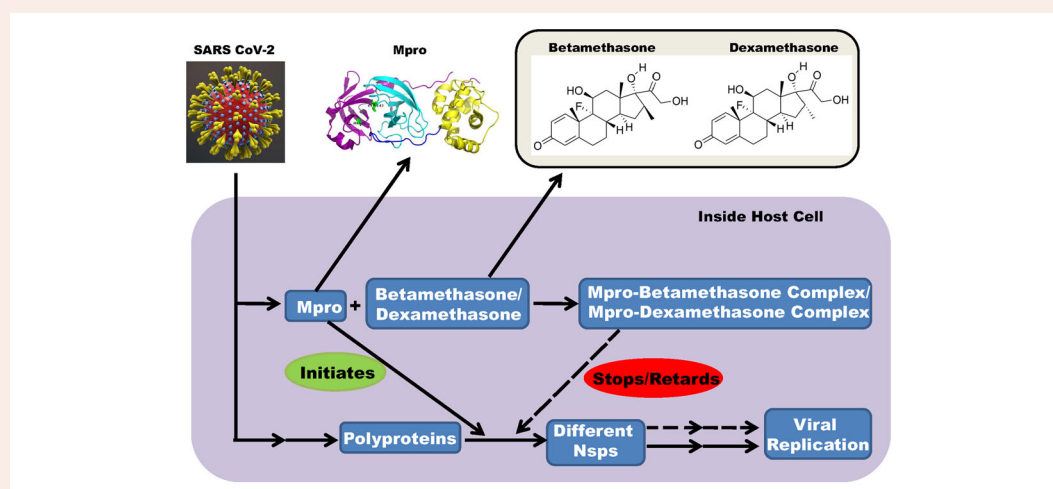 SARS CoV-2
Mpro
Betamethasone
Dexamethasone
O
H
HO
F
O
OH
H
H
O
O
H
HO
F
O
OH
H
H
O
Inside Host Cell
Mpro
+
Betamethasone/
Dexamethasone
Mpro-Betamethasone Complex/
Mpro-Dexamethasone Complex
Initiates
Stops/Retards
Polyproteins
Different
Nsps
Viral
Replication